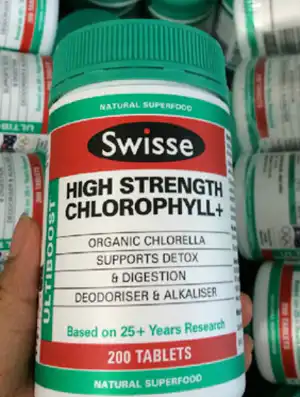 NATURAL SUPERFOOD
Swisse
HIGH STRENGTH
CHLOROPHYLL+
ULTIBOOST
ORGANIC CHLORELLA
SUPPORTS DETOX
& DIGESTION
DEODORISER & ALKALISER
Based on 25+ Years Research
200 TABLETS
NATURAL SUPERFOOD